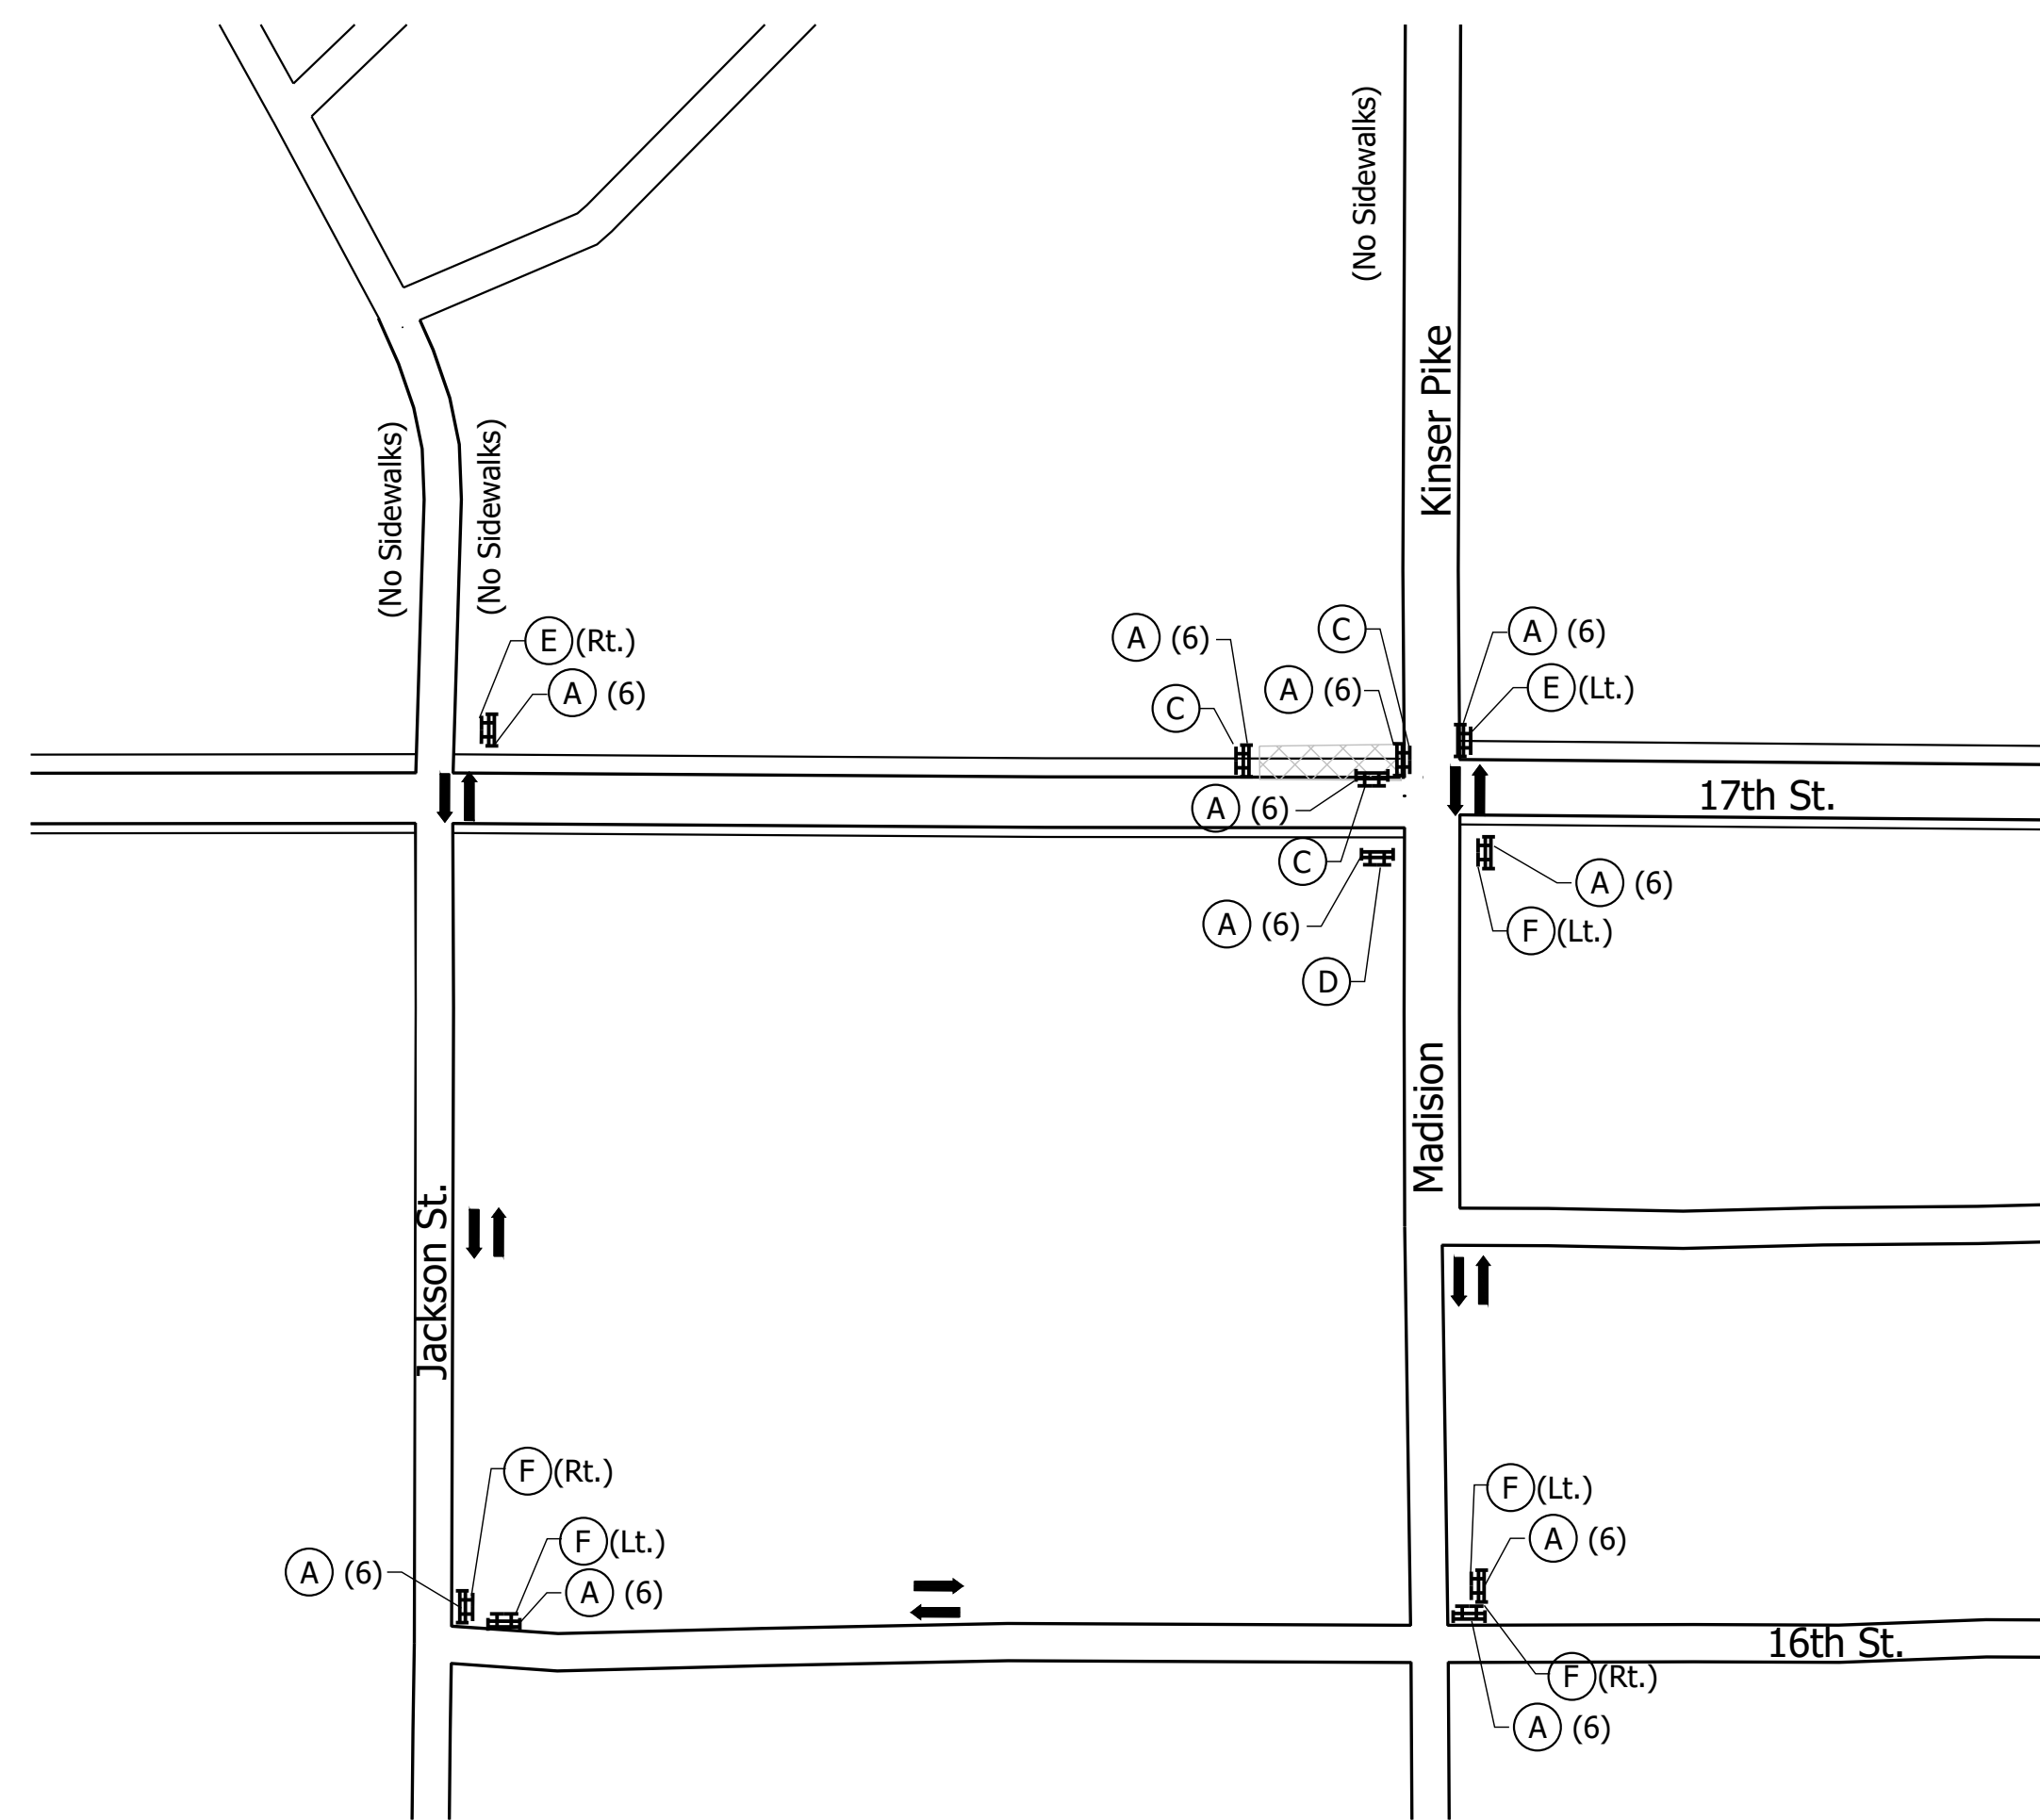 (No Sidewalks)
Kinser Pike
(No Sidewalks)
(No Sidewalks)
E (Rt.)
A (6)
A (6)
C
C
A (6)
A (6)
E (Lt.)
17th St.
A (6)
C
A (6)
D
A (6)
F (Lt.)
Madision
Jackson St.
F (Rt.)
F (Lt.)
A (6)
A (6)
F (Lt.)
A (6)
16th St.
F (Rt.)
A (6)